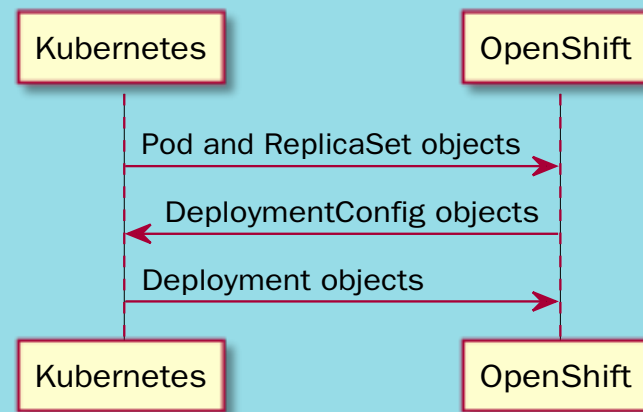 Kubernetes
OpenShift
Pod and ReplicaSet objects
DeploymentConfig objects
Deployment objects
Kubernetes
OpenShift